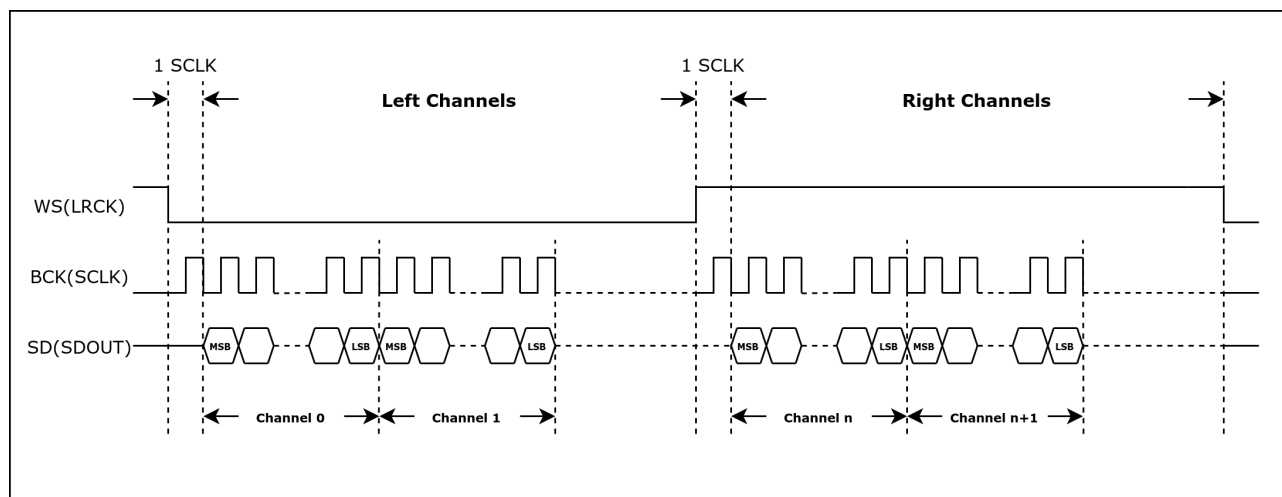 1 SCLK 1 SCLK
Left Channels Right Channels
WS(LRCK)
BCK(SCLK)
SD(SDOUT) MSB LSB MSB LSB MSB LSB MSB LSB
Channel 0 Channel 1 Channel n Channel n+1